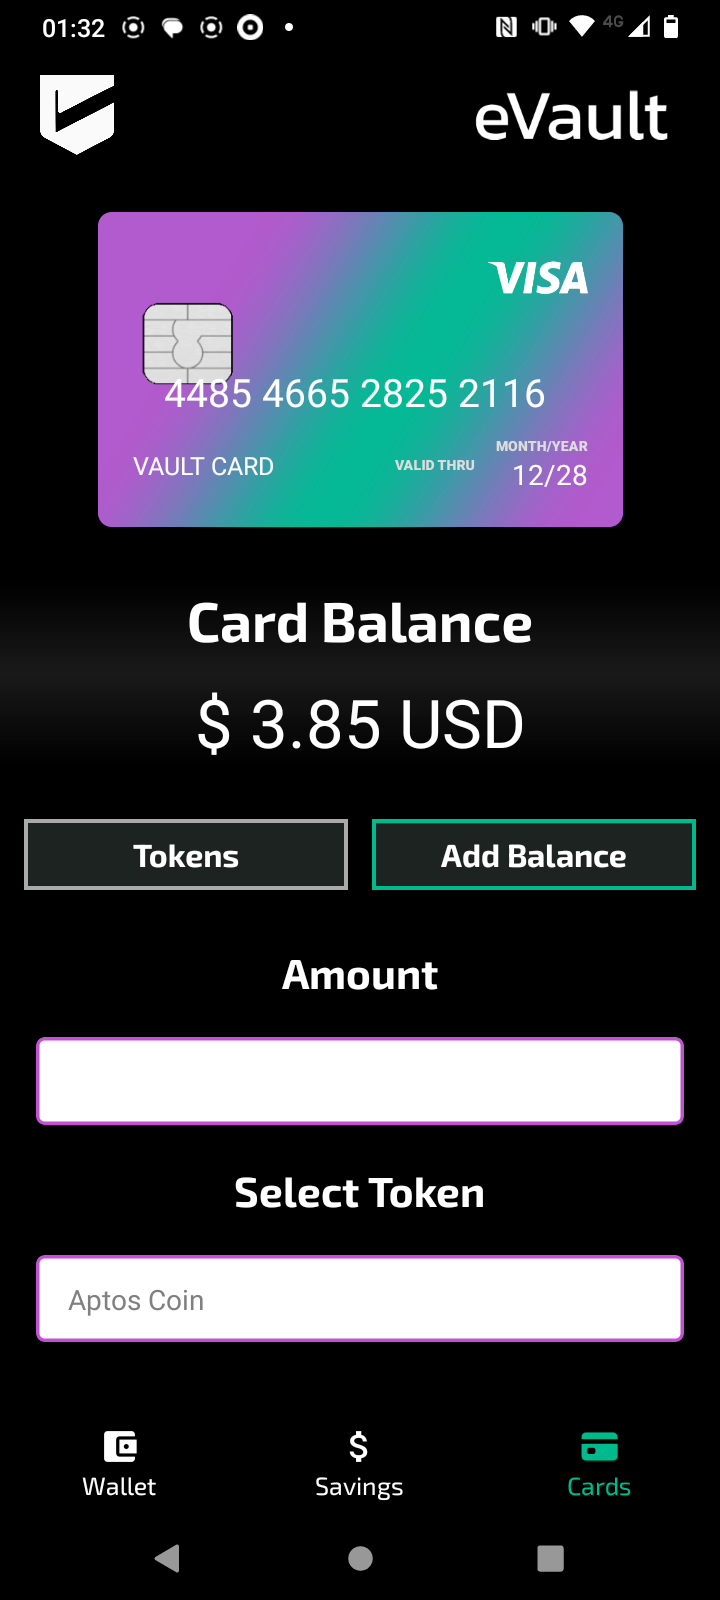 01:32
4G
eVault
VISA
4485 4665 2825 2116
MONTH/YEAR
VAULT CARD
VALID THRU
12/28
Card Balance
$ 3.85 USD
Tokens
Add Balance
Amount
Select Token
Aptos Coin
Wallet
Savings
Cards